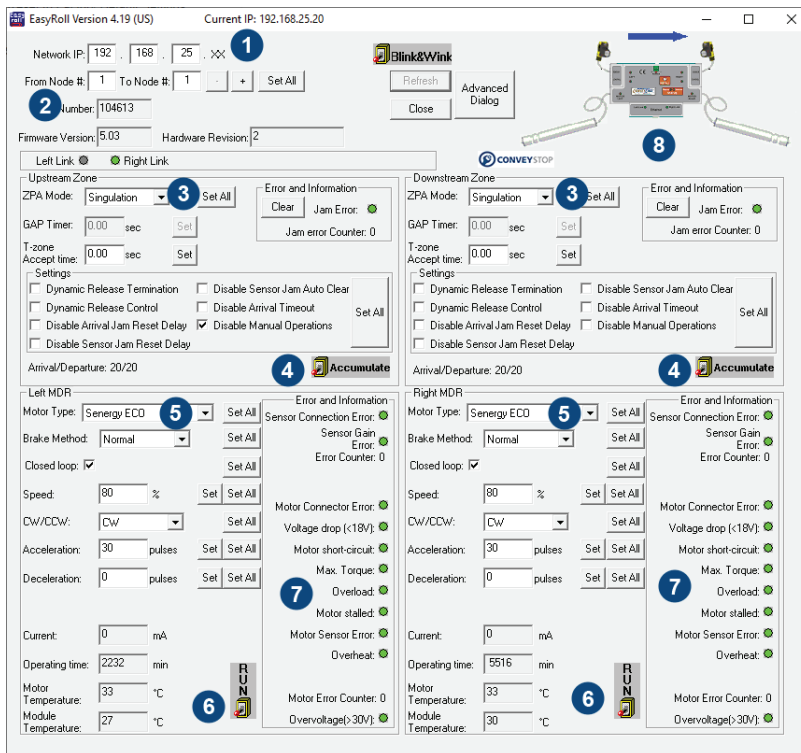 EasyRoll Version 4.19 (US) Current IP: 192.168.25.20
Network IP: 192 . 168 . 25 . XX 1
Blink&Wink
From Node #: 1 To Node #: 1 - + Set All
Refresh
Advanced Dialog
Close
2 Number: 104613
Firmware Version: 5.03 Hardware Revision: 2
8
Left Link Right Link
CONVEYSTOP
Upstream Zone
ZPA Mode: Singulation 3 Set All
Error and Information
Clear Jam Error:
Jam error Counter: 0
GAP Timer: 0.00 sec Set
T-zone
Accept time: 0.00 sec Set
Settings
Dynamic Release Termination Disable Sensor Jam Auto Clear
Dynamic Release Control Disable Arrival Timeout
Set All
Disable Arrival Jam Reset Delay Disable Manual Operations
Disable Sensor Jam Reset Delay
Arrival/Departure: 20/20 4 Accumulate
Downstream Zone
ZPA Mode: Singulation 3 Set All
Error and Information
Clear Jam Error:
Jam error Counter: 0
GAP Timer: 0.00 sec Set
T-zone
Accept time: 0.00 sec Set
Settings
Dynamic Release Termination Disable Sensor Jam Auto Clear
Dynamic Release Control Disable Arrival Timeout
Set All
Disable Arrival Jam Reset Delay Disable Manual Operations
Disable Sensor Jam Reset Delay
Arrival/Departure: 20/20 4 Accumulate
Left MDR
Motor Type: Senergy ECO 5 Set All
Brake Method: Normal Set All
Closed loop: Set All
Speed: 80 % Set Set All
CW/CCW: CW Set All
Acceleration: 30 pulses Set Set All
Deceleration: 0 pulses Set Set All
Current: 0 mA
Operating time: 2232 min
Motor
Temperature: 33 °C
Module
Temperature: 27 °C
6
RUN
Error and Information
Sensor Connection Error:
Sensor Gain
Error:
Error Counter: 0
Motor Connector Error:
Voltage drop (<18V):
Motor short-circuit:
Max. Torque:
7
Overload:
Motor stalled:
Motor Sensor Error:
Overheat:
Motor Error Counter: 0
Overvoltage(>30V):
Right MDR
Motor Type: Senergy ECO 5 Set All
Brake Method: Normal Set All
Closed loop: Set All
Speed: 80 % Set Set All
CW/CCW: CW Set All
Acceleration: 30 pulses Set Set All
Deceleration: 0 pulses Set Set All
Current: 0 mA
Operating time: 5516 min
Motor
Temperature: 33 °C
Module
Temperature: 30 °C
6
RUN
Error and Information
Sensor Connection Error:
Sensor Gain
Error:
Error Counter: 0
Motor Connector Error:
Voltage drop (<18V):
Motor short-circuit:
Max. Torque:
7
Overload:
Motor stalled:
Motor Sensor Error:
Overheat:
Motor Error Counter: 0
Overvoltage(>30V):